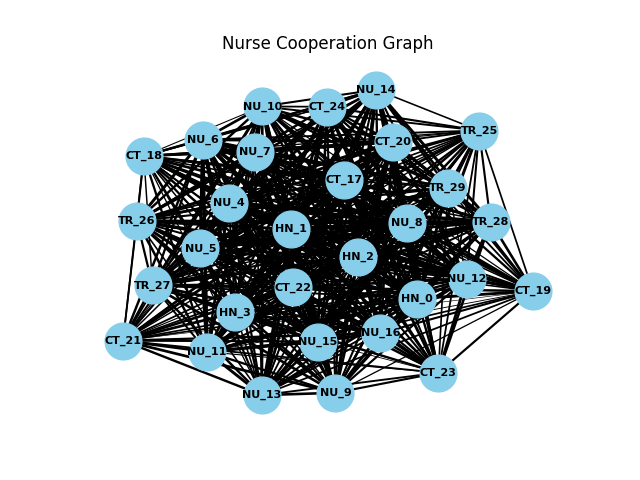 Nurse Cooperation Graph
NU_14
NU_10
CT_24
TR_25
NU_6
CT_20
NU_7
CT_18
CT_17
TR_29
NU_4
TR_26
NU_8
TR_28
HN_1
NU_5
HN_2
NU_12
TR_27
CT_22
CT_19
HN_0
HN_3
NU_16
CT_21
NU_15
NU_11
CT_23
NU_9
NU_13